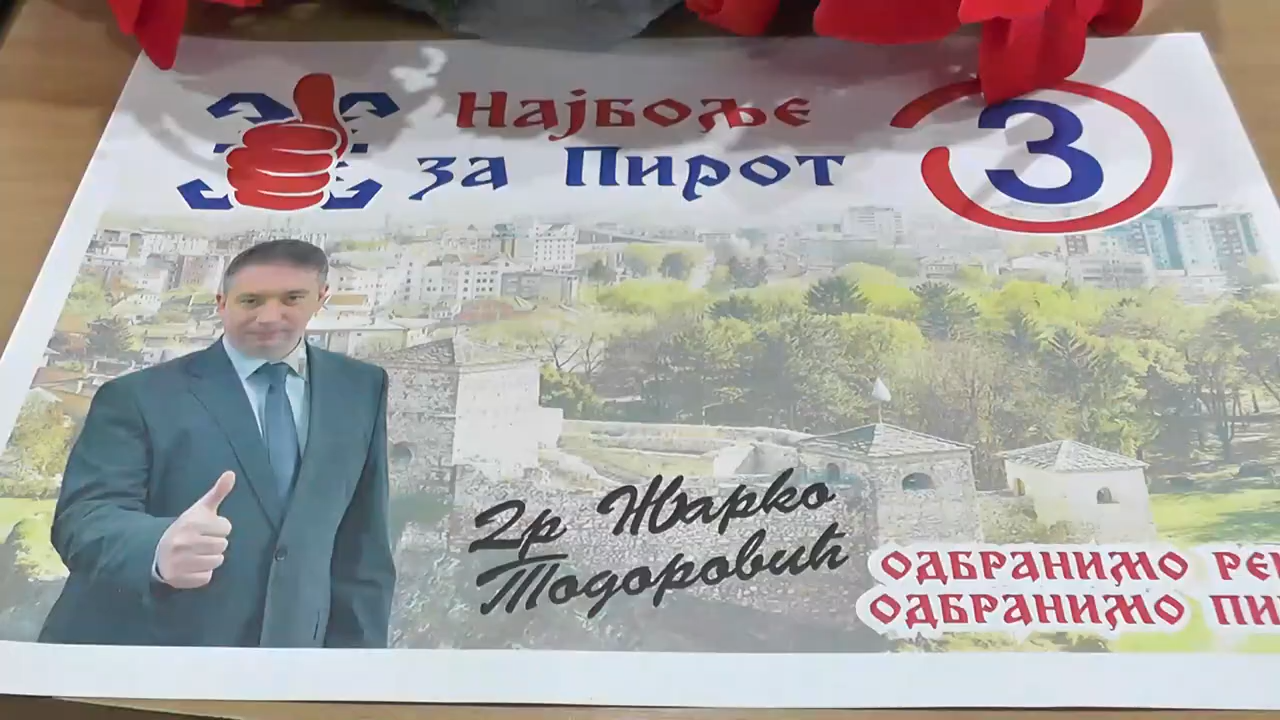 Најбоље
за Пирот
3
др Жарко
Тодоровић
ОДБРАНИМО
ОДБРАНИМО